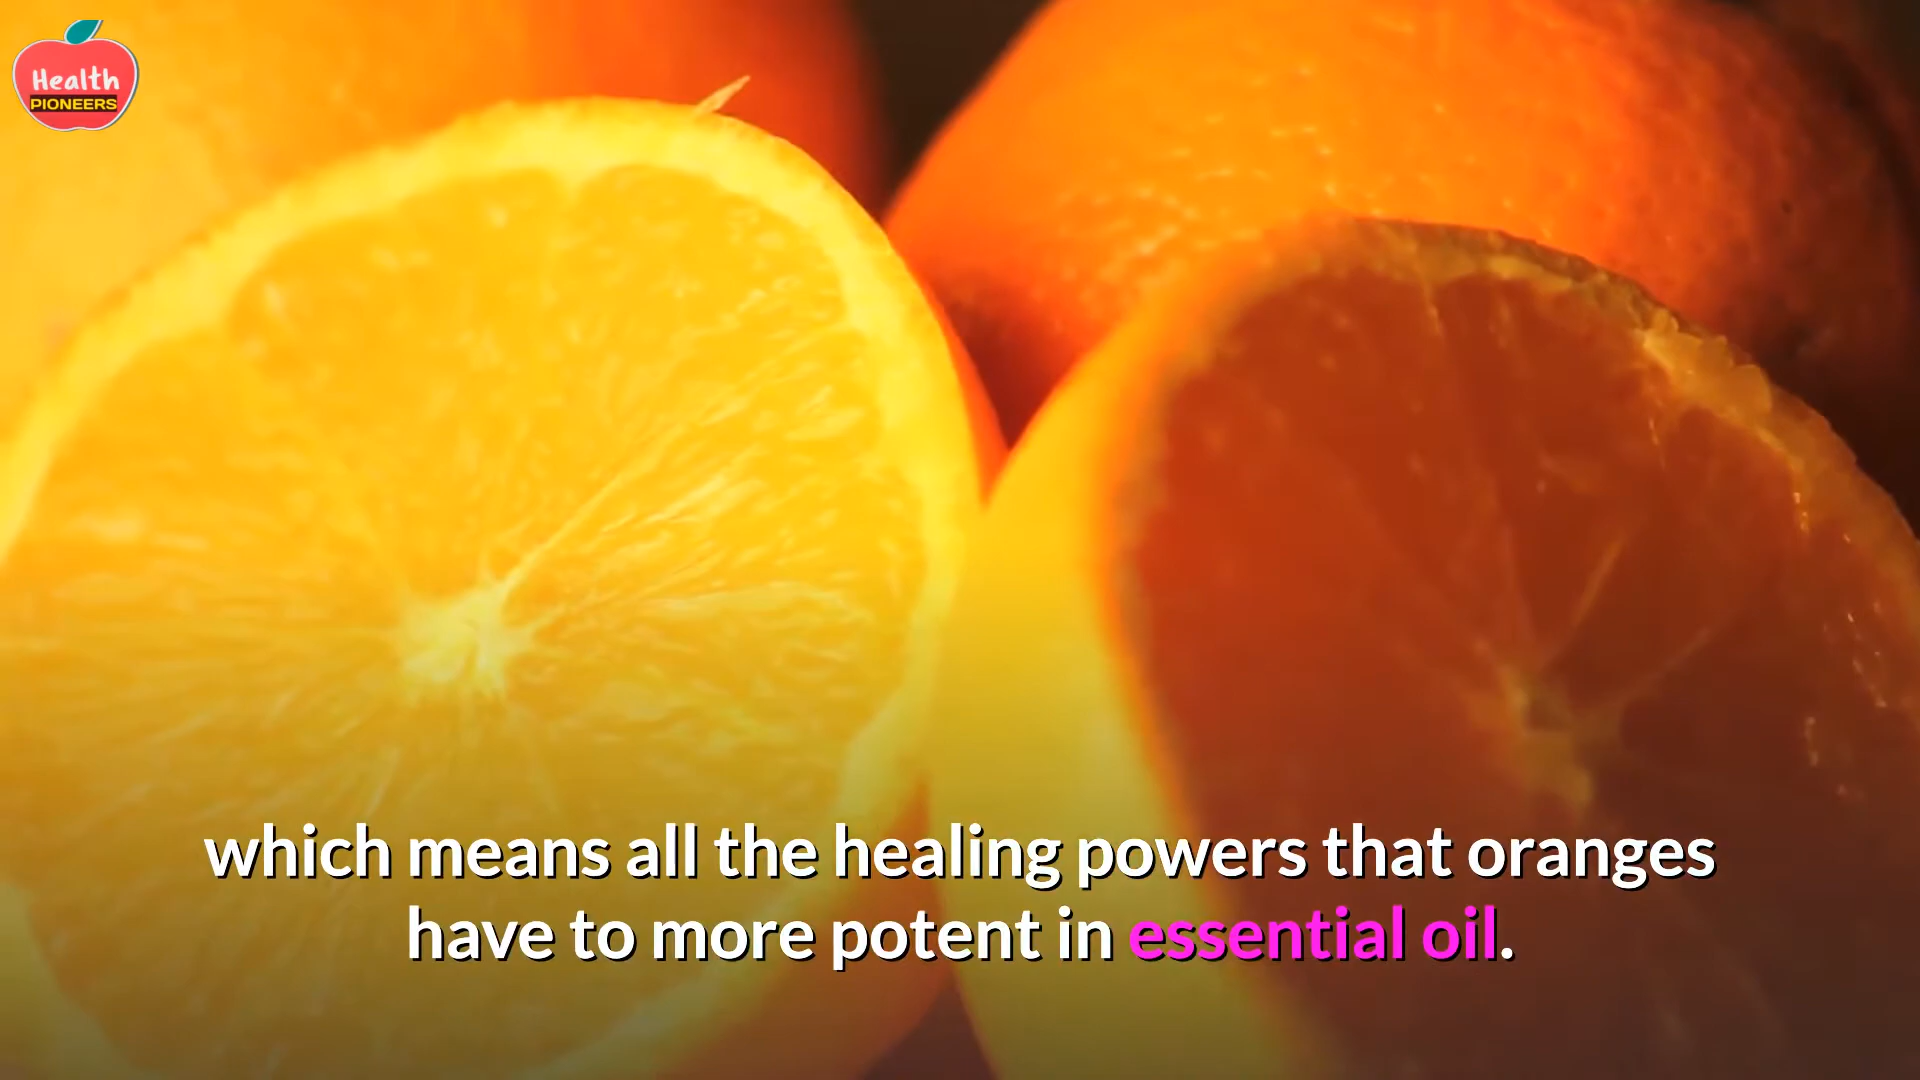 Health
PIONEERS
which means all the healing powers that oranges
have to more potent in essential oil.